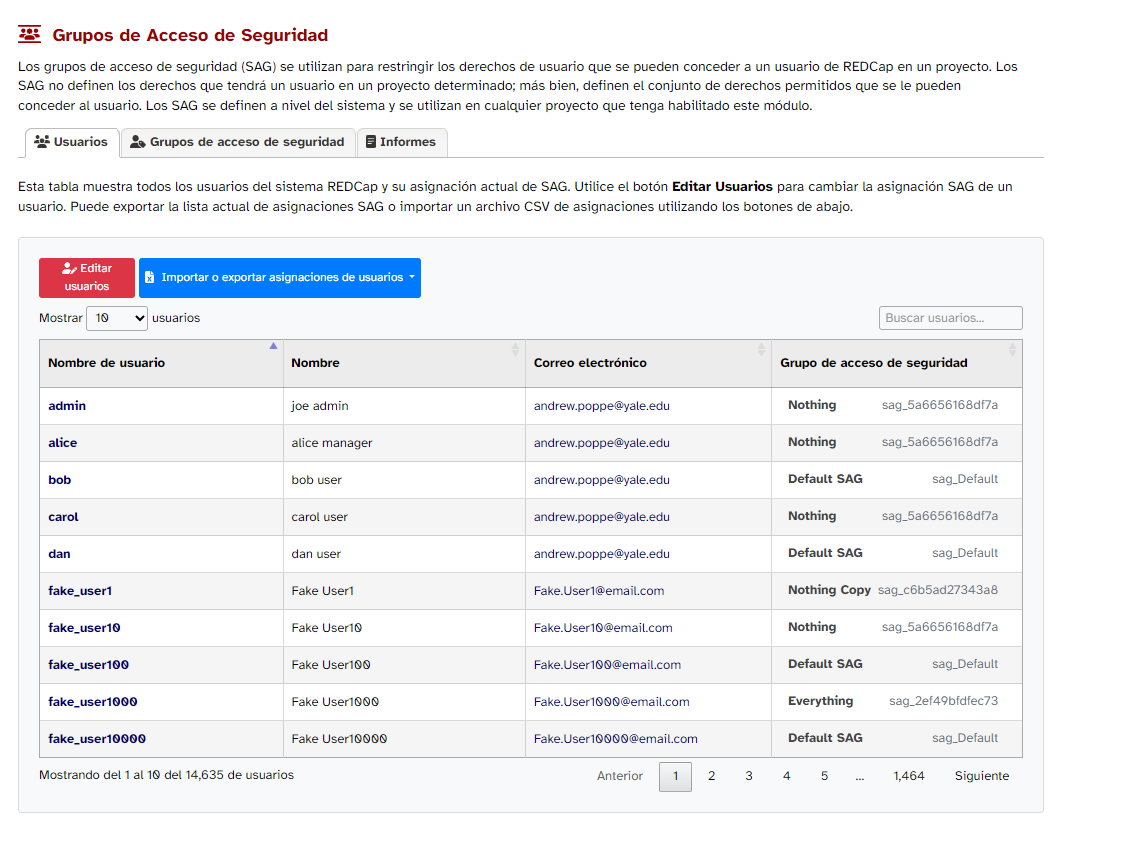 Grupos de Acceso de Seguridad
Los grupos de acceso de seguridad (SAG) se utilizan para restringir los derechos de usuario que se pueden conceder a un usuario de REDCap en un proyecto. Los
SAG no definen los derechos que tendrá un usuario en un proyecto determinado; más bien, definen el conjunto de derechos permitidos que se le pueden
conceder al usuario. Los SAG se definen a nivel del sistema y se utilizan en cualquier proyecto que tenga habilitado este módulo.
Usuarios Grupos de acceso de seguridad Informes
Esta tabla muestra todos los usuarios del sistema REDCap y su asignación actual de SAG. Utilice el botón Editar Usuarios para cambiar la asignación SAG de un
usuario. Puede exportar la lista actual de asignaciones SAG o importar un archivo CSV de asignaciones utilizando los botones de abajo.
Editar
usuarios
Importar o exportar asignaciones de usuarios
Mostrar 10 usuarios Buscar usuarios...
Nombre de usuario Nombre Correo electrónico Grupo de acceso de seguridad
admin joe admin andrew.poppe@yale.edu Nothing sag_5a6656168df7a
alice alice manager andrew.poppe@yale.edu Nothing sag_5a6656168df7a
bob bob user andrew.poppe@yale.edu Default SAG sag_Default
carol carol user andrew.poppe@yale.edu Nothing sag_5a6656168df7a
dan dan user andrew.poppe@yale.edu Default SAG sag_Default
fake_user1 Fake User1 Fake.User1@email.com Nothing Copy sag_c6b5ad27343a8
fake_user10 Fake User10 Fake.User10@email.com Nothing sag_5a6656168df7a
fake_user100 Fake User100 Fake.User100@email.com Default SAG sag_Default
fake_user1000 Fake User1000 Fake.User1000@email.com Everything sag_2ef49bfdfec73
fake_user10000 Fake User10000 Fake.User10000@email.com Default SAG sag_Default
Mostrando del 1 al 10 del 14,635 de usuarios Anterior 1 2 3 4 5 ... 1,464 Siguiente